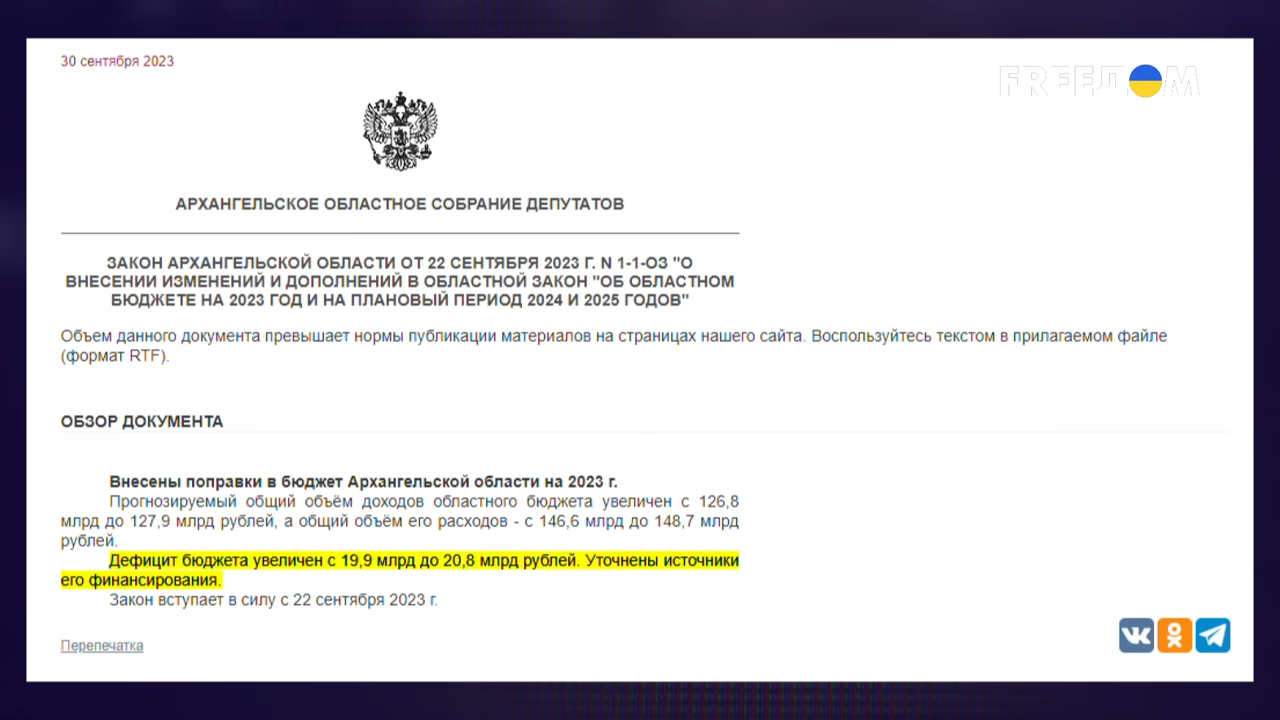 30 сентября 2023
FREEДОМ
АРХАНГЕЛЬСКОЕ ОБЛАСТНОЕ СОБРАНИЕ ДЕПУТАТОВ
ЗАКОН АРХАНГЕЛЬСКОЙ ОБЛАСТИ ОТ 22 СЕНТЯБРЯ 2023 Г. N 1-1-ОЗ "О
ВНЕСЕНИИ ИЗМЕНЕНИЙ И ДОПОЛНЕНИЙ В ОБЛАСТНОЙ ЗАКОН "ОБ ОБЛАСТНОМ
БЮДЖЕТЕ НА 2023 ГОД И НА ПЛАНОВЫЙ ПЕРИОД 2024 И 2025 ГОДОВ"
Объем данного документа превышает нормы публикации материалов на страницах нашего сайта. Воспользуйтесь текстом в прилагаемом файле
(формат RTF).
ОБЗОР ДОКУМЕНТА
Внесены поправки в бюджет Архангельской области на 2023 г.
Прогнозируемый общий объём доходов областного бюджета увеличен с 126,8
млрд до 127,9 млрд рублей, а общий объём его расходов - с 146,6 млрд до 148,7 млрд
рублей.
Дефицит бюджета увеличен с 19,9 млрд до 20,8 млрд рублей. Уточнены источники
его финансирования.
Закон вступает в силу с 22 сентября 2023 г.
Перепечатка